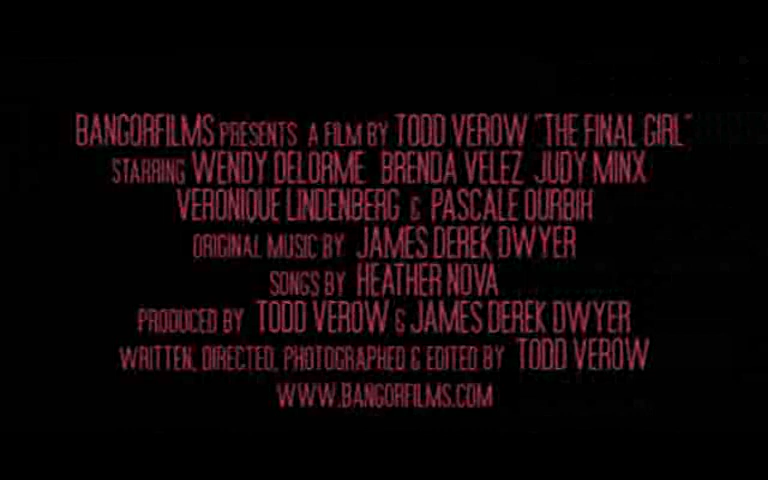 BANGORFILMS PRESENTS A FILM BY TODD VEROW "THE FINAL GIRL"
STARRING WENDY DELORME BRENDA VELEZ JUDY MINX
VERONIQUE LINDENBERG & PASCALE OURBIH
ORIGINAL MUSIC BY JAMES DEREK DWYER
SONGS BY HEATHER NOVA
PRODUCED BY TODD VEROW & JAMES DEREK DWYER
WRITTEN, DIRECTED, PHOTOGRAPHED & EDITED BY TODD VEROW
WWW.BANGORFILMS.COM